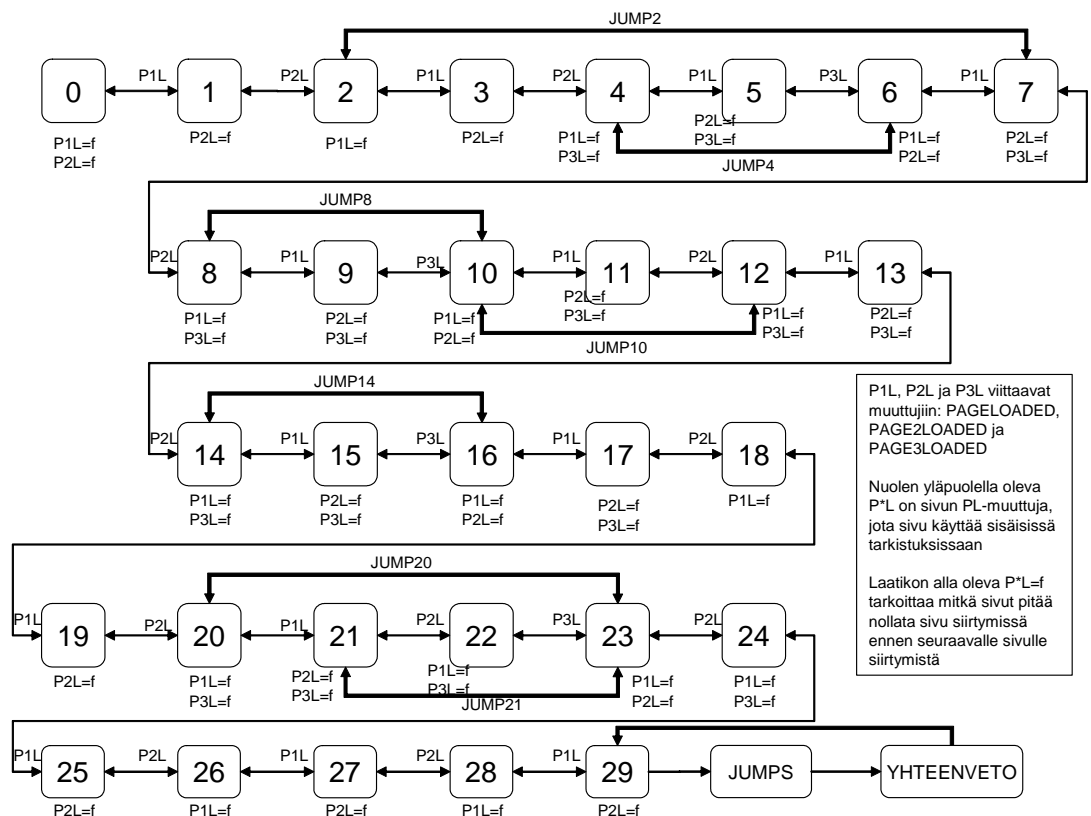 JUMP2
P1L P2L P1L P2L P1L P3L P1L
0 1 2 3 4 5 6 7
P1L=f P2L=f P1L=f P2L=f P1L=f P2L=f P1L=f P2L=f
P2L=f P3L=f P3L=f P2L=f P3L=f
JUMP4
JUMP8
P2L P1L P3L P1L P2L P1L
8 9 10 11 12 13
P1L=f P2L=f P1L=f P2L=f P1L=f P2L=f
P3L=f P3L=f P2L=f P3L=f P3L=f P3L=f
JUMP10
JUMP14
P2L P1L P3L P1L P2L
14 15 16 17 18
P1L=f P2L=f P1L=f P2L=f P1L=f
P3L=f P3L=f P2L=f P3L=f
P1L, P2L ja P3L viittaavat
muuttujiin: PAGELOADED,
PAGE2LOADED ja
PAGE3LOADED
Nuolen yläpuolella oleva
P*L on sivun PL-muuttuja,
jota sivu käyttää sisäisissä
tarkistuksissaan
Laatikon alla oleva P*L=f
tarkoittaa mitkä sivut pitää
nollata sivu siirtymissä
ennen seuraavalle sivulle
siirtymistä
JUMP20
P1L P2L P1L P2L P3L P2L
19 20 21 22 23 24
P2L=f P1L=f P2L=f P1L=f P1L=f P1L=f
P3L=f P3L=f P3L=f P2L=f P3L=f
JUMP21
P1L P2L P1L P2L P1L
25 26 27 28 29 JUMPS YHTEENVETO
P2L=f P1L=f P2L=f P1L=f P2L=f